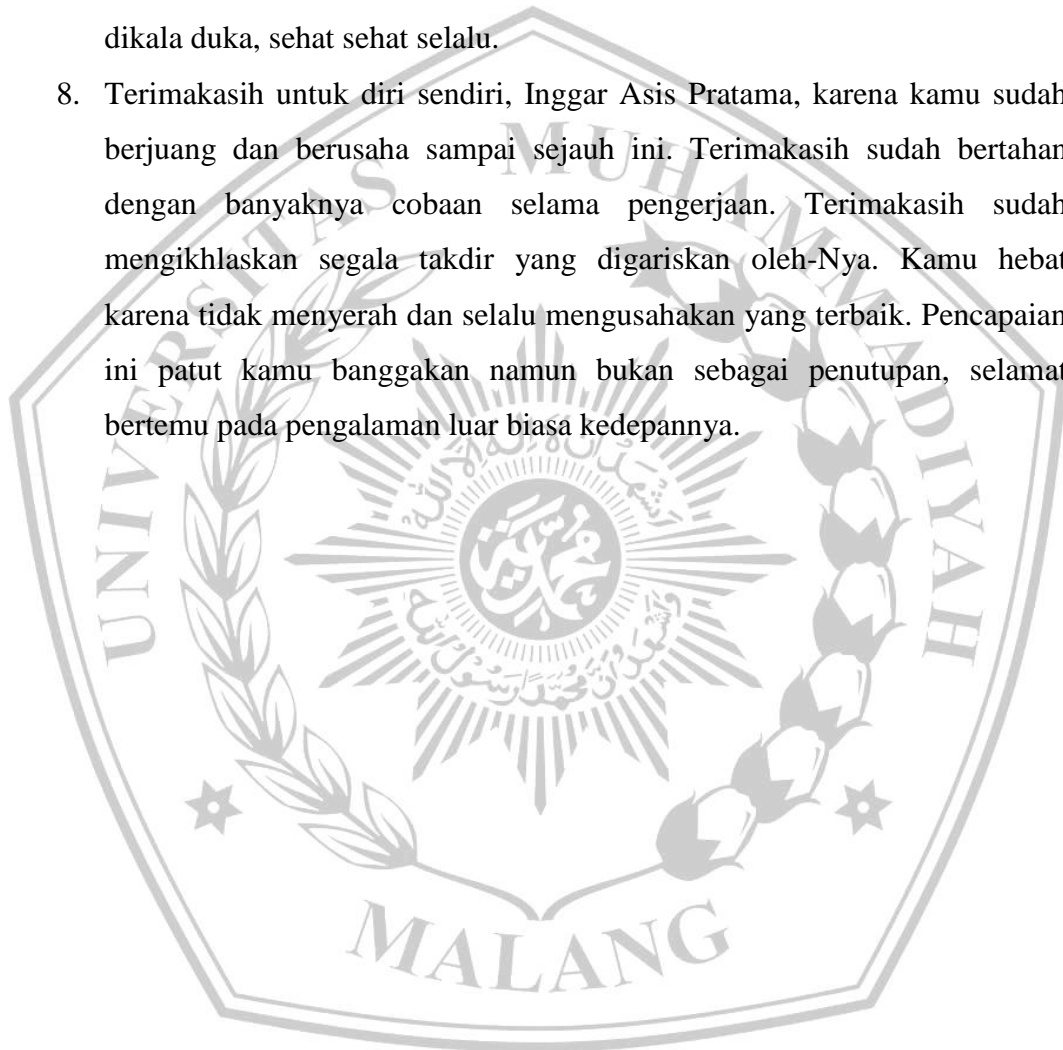 dikala duka, sehat sehat selalu.
8. Terimakasih untuk diri sendiri, Inggar Asis Pratama, karena kamu sudah
berjuang dan berusaha sampai sejauh ini. Terimakasih sudah bertahan
dengan banyaknya cobaan selama pengerjaan. Terimakasih sudah
mengikhlaskan segala takdir yang digariskan oleh-Nya. Kamu hebat
karena tidak menyerah dan selalu mengusahakan yang terbaik. Pencapaian
ini patut kamu banggakan namun bukan sebagai penutupan, selamat
bertemu pada pengalaman luar biasa kedepannya.
UNIVERSITAS MUHAMMADIYAH
MALANG